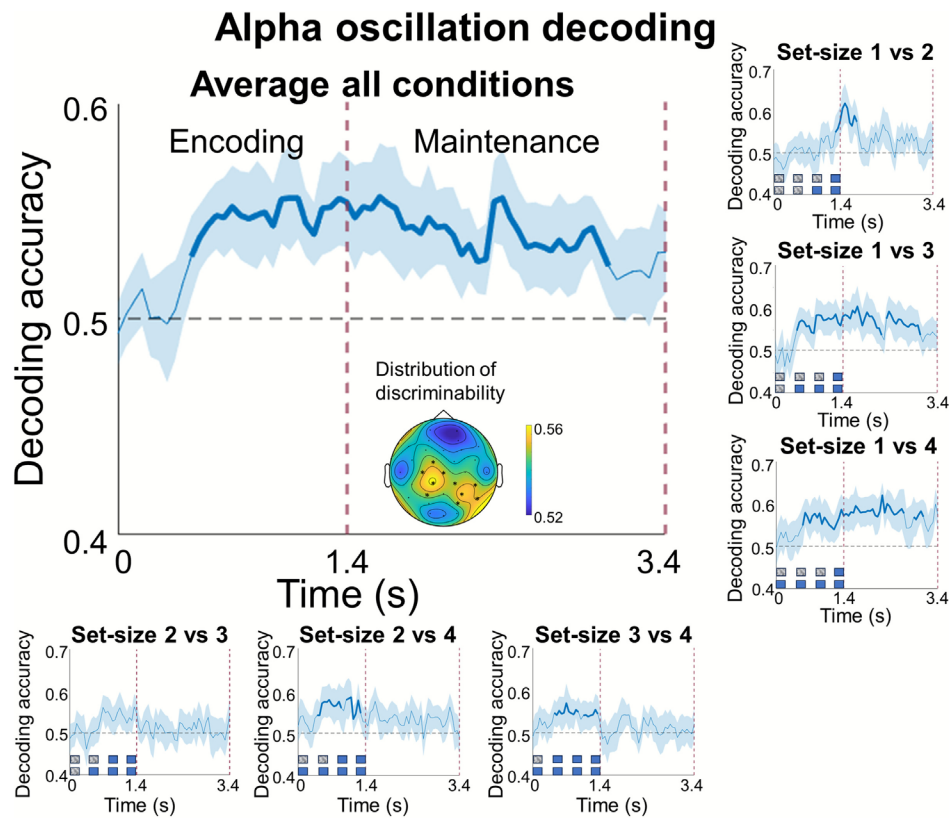 Alpha oscillation decoding
Average all conditions
Encoding
Maintenance
Decoding accuracy
0.6
0.5
0.4
0
1.4
3.4
Time (s)
Distribution of
discriminability
0.56
0.52
Set-size 1 vs 2
Decoding accuracy
0.7
0.6
0.5
0.4
0
1.4
3.4
Time (s)
Set-size 1 vs 3
Decoding accuracy
0.7
0.6
0.5
0.4
0
1.4
3.4
Time (s)
Set-size 1 vs 4
Decoding accuracy
0.7
0.6
0.5
0.4
0
1.4
3.4
Time (s)
Set-size 2 vs 3
Decoding accuracy
0.7
0.6
0.5
0.4
0
1.4
3.4
Time (s)
Set-size 2 vs 4
Decoding accuracy
0.7
0.6
0.5
0.4
0
1.4
3.4
Time (s)
Set-size 3 vs 4
Decoding accuracy
0.7
0.6
0.5
0.4
0
1.4
3.4
Time (s)